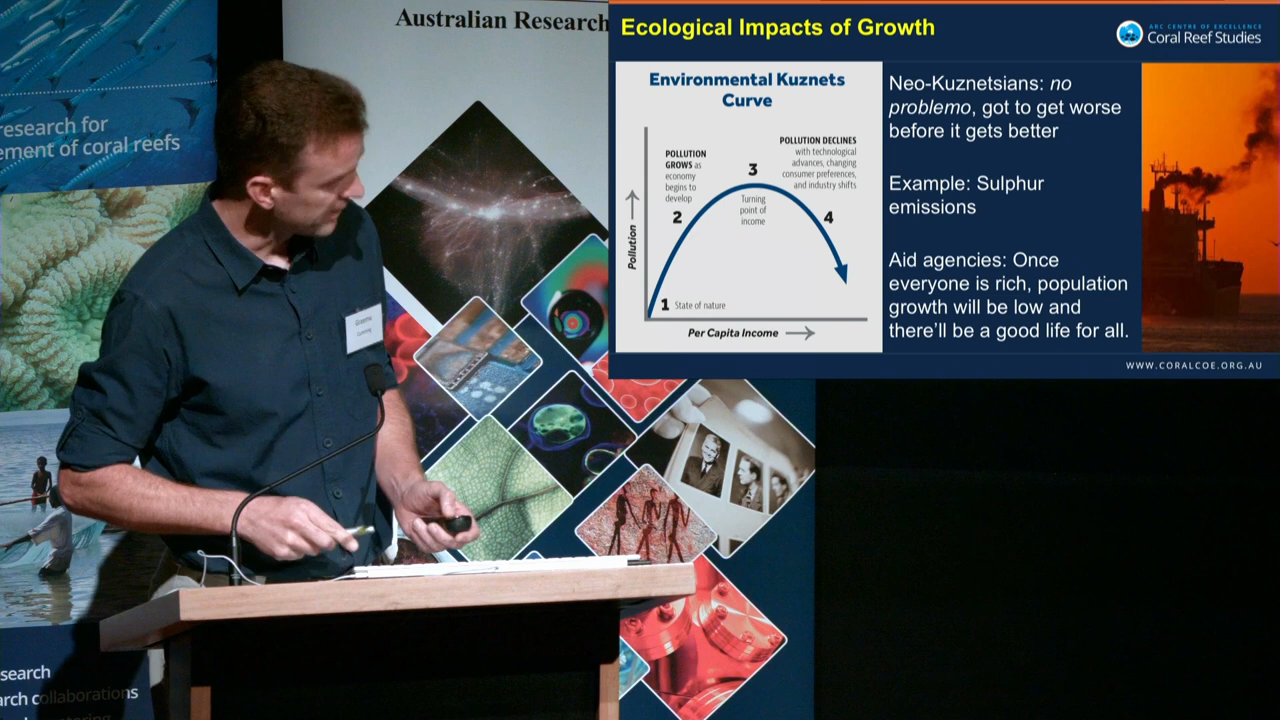 Australian Research
research for
ement of coral reefs
Graeme
Cumming
search
arch collaborations
Ecological Impacts of Growth
ARC CENTRE OF EXCELLENCE
Coral Reef Studies
Environmental Kuznets
Curve
POLLUTION
GROWS as
economy
begins to
develop
2
3
Turning
point of
income
POLLUTION DECLINES
with technological
advances, changing
consumer preferences,
and industry shifts
4
Pollution
1 State of nature
Per Capita Income
Neo-Kuznetsians: no
problemo, got to get worse
before it gets better
Example: Sulphur
emissions
Aid agencies: Once
everyone is rich, population
growth will be low and
there'll be a good life for all.
WWW.CORALCOE.ORG.AU